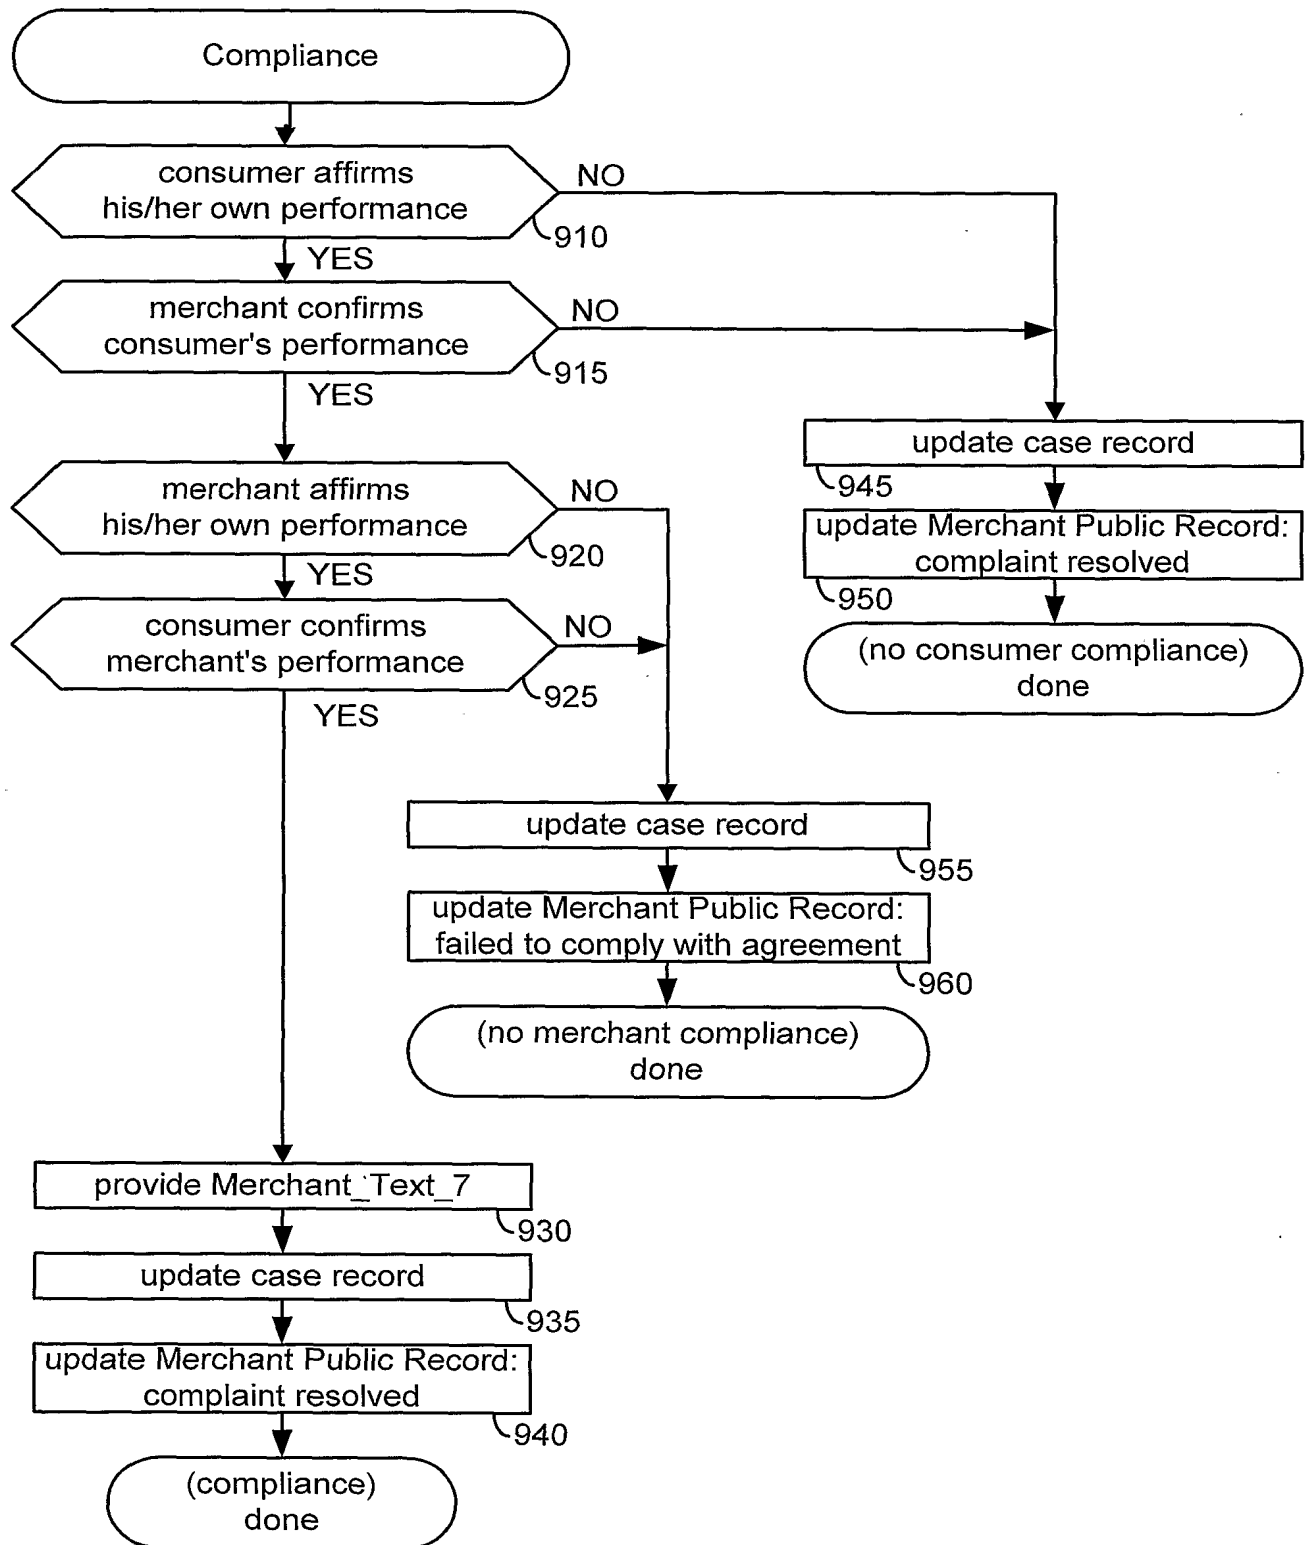 Compliance
consumer affirms
his/her own performance
NO
910
YES
merchant confirms
consumer's performance
NO
915
YES
merchant affirms
his/her own performance
NO
920
YES
consumer confirms
merchant's performance
NO
925
YES
update case record
945
update Merchant Public Record:
complaint resolved
950
(no consumer compliance)
done
update case record
955
update Merchant Public Record:
failed to comply with agreement
960
(no merchant compliance)
done
provide Merchant_Text_7
930
update case record
935
update Merchant Public Record:
complaint resolved
940
(compliance)
done